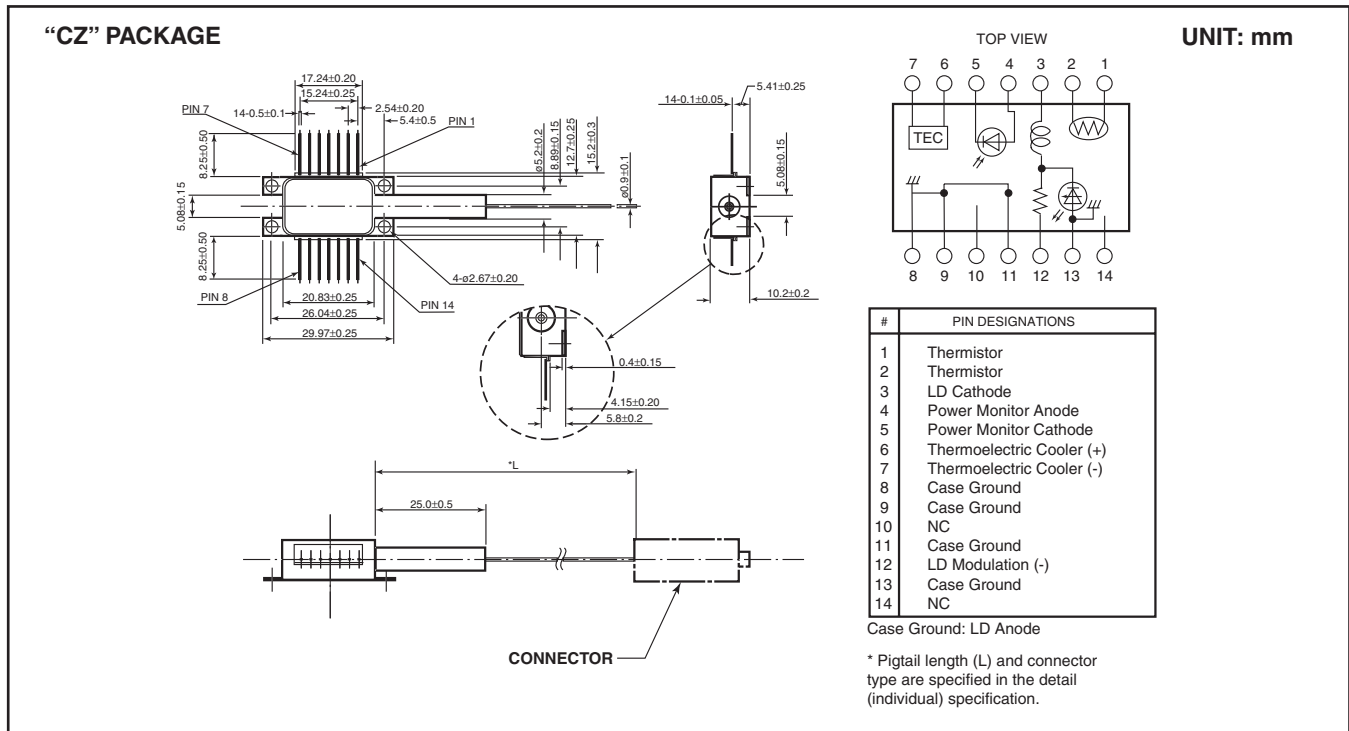 “CZ” PACKAGE
UNIT: mm
17.24±0.20
15.24±0.25
PIN 7
14-0.5±0.1
2.54±0.20
PIN 1
5.4±0.5
8.25±0.50
5.08±0.15
8.25±0.50
ø5.2±0.2
8.89±0.15
12.7±0.25
15.2±0.3
ø0.9±0.1
4-ø2.67±0.20
PIN 8
20.83±0.25
PIN 14
26.04±0.25
29.97±0.25
14-0.1±0.05
5.41±0.25
5.08±0.15
10.2±0.2
0.4±0.15
4.15±0.20
5.8±0.2
*L
25.0±0.5
CONNECTOR
TOP VIEW
7 6 5 4 3 2 1
TEC
8 9 10 11 12 13 14
# PIN DESIGNATIONS
1 Thermistor
2 Thermistor
3 LD Cathode
4 Power Monitor Anode
5 Power Monitor Cathode
6 Thermoelectric Cooler (+)
7 Thermoelectric Cooler (-)
8 Case Ground
9 Case Ground
10 NC
11 Case Ground
12 LD Modulation (-)
13 Case Ground
14 NC
Case Ground: LD Anode
* Pigtail length (L) and connector
type are specified in the detail
(individual) specification.